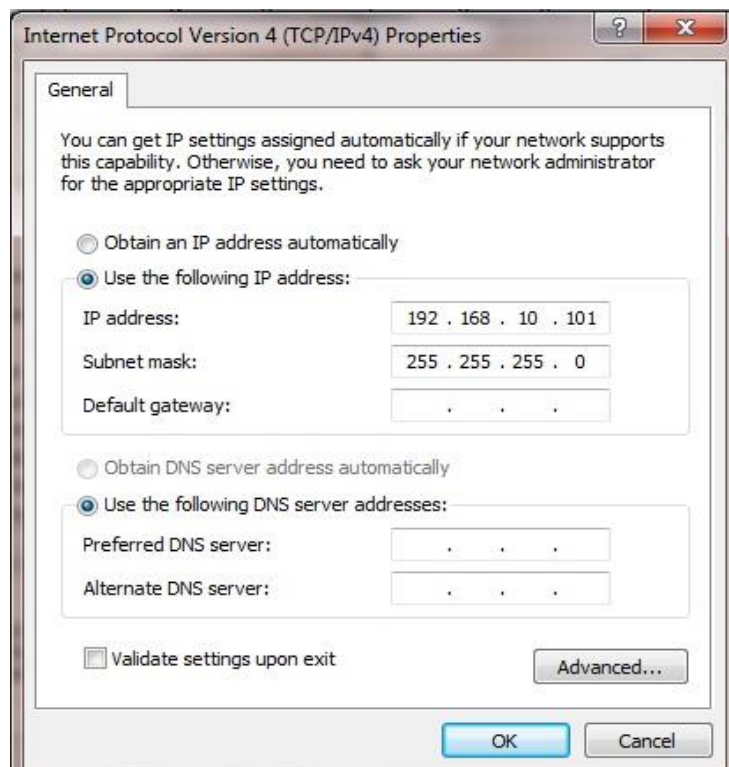 Internet Protocol Version 4 (TCP/IPv4) Properties
?
General
You can get IP settings assigned automatically if your network supports
this capability. Otherwise, you need to ask your network administrator
for the appropriate IP settings.
Obtain an IP address automatically
Use the following IP address:
IP address: 192 . 168 . 10 . 101
Subnet mask: 255 . 255 . 255 . 0
Default gateway: . . .
Obtain DNS server address automatically
Use the following DNS server addresses:
Preferred DNS server: . . .
Alternate DNS server: . . .
Validate settings upon exit
Advanced...
OK Cancel